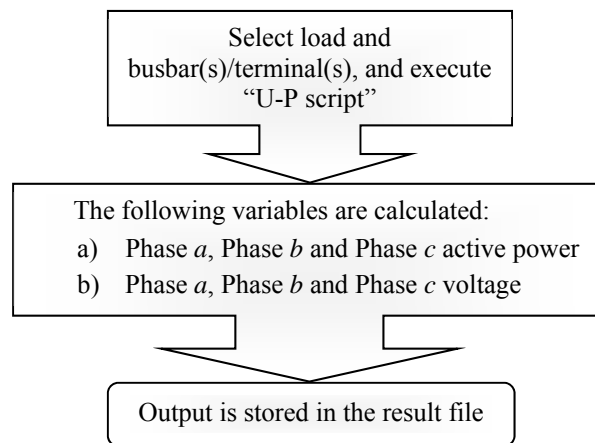 Select load and
busbar(s)/terminal(s), and execute
“U-P script”
The following variables are calculated:
a) Phase a, Phase b and Phase c active power
b) Phase a, Phase b and Phase c voltage
Output is stored in the result file